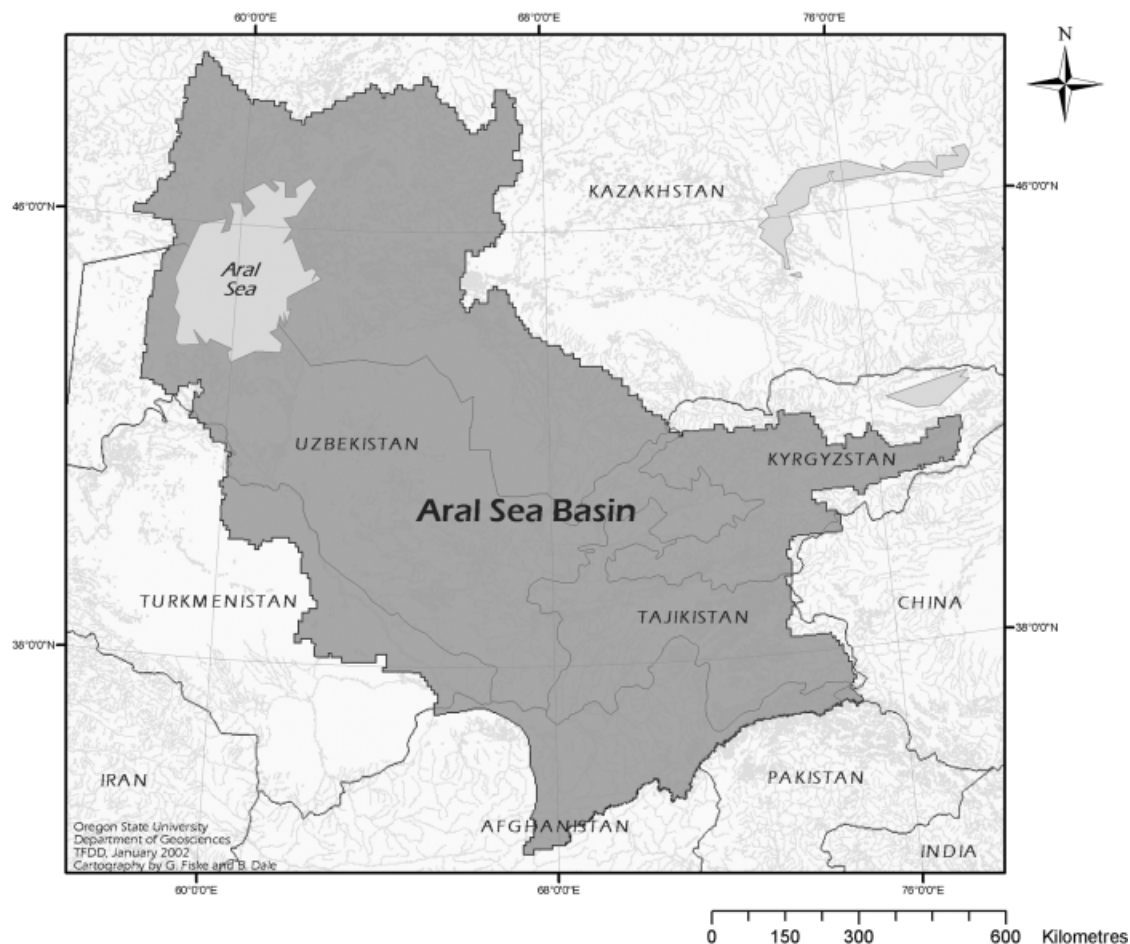 60°0'0"E
68°0'0"E
76°0'0"E
N
KAZAKHSTAN
46°0'0"N
46°0'0"N
Aral
Sea
UZBEKISTAN
KYRGYZSTAN
Aral Sea Basin
TURKMENISTAN
TAJIKISTAN
CHINA
38°0'0"N
38°0'0"N
IRAN
PAKISTAN
AFGHANISTAN
INDIA
Oregon State University
Department of Geosciences
TFDD, January 2002
Cartography by G. Fiske and B. Dale
60°0'0"E
68°0'0"E
76°0'0"E
0 150 300 600 Kilometres